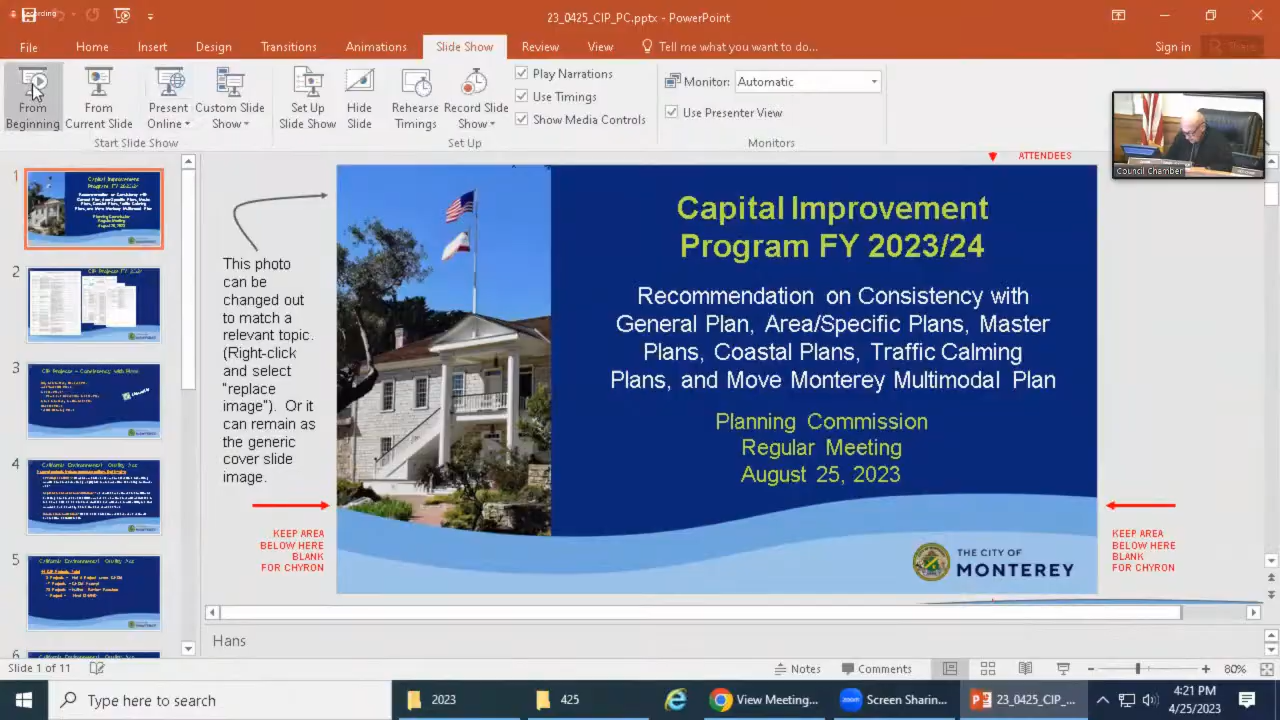 Recording
23_0425_CIP_PC.pptx - PowerPoint
File Home Insert Design Transitions Animations Slide Show Review View Tell me what you want to do...
Sign in Share
From Beginning
From Current Slide
Present Online
Custom Slide Show
Start Slide Show
Set Up Slide Show
Hide Slide
Rehearse Timings
Record Slide Show
Play Narrations
Use Timings
Show Media Controls
Set Up
Monitor: Automatic
Use Presenter View
Monitors
Council Chamber
ATTENDEES
1
2
3
4
5
6
This photo
can be
changed out
to match a
relevant topic.
(Right-click
and select
"replace
image"). Or it
can remain as
the generic
cover slide
image.
KEEP AREA
BELOW HERE
BLANK
FOR CHYRON
Capital Improvement
Program FY 2023/24
Recommendation on Consistency with
General Plan, Area/Specific Plans, Master
Plans, Coastal Plans, Traffic Calming
Plans, and Move Monterey Multimodal Plan
Planning Commission
Regular Meeting
August 25, 2023
THE CITY OF
MONTEREY
KEEP AREA
BELOW HERE
BLANK
FOR CHYRON
Hans
Slide 1 of 11
Notes
Comments
80%
Type here to search
2023
425
View Meeting...
Screen Sharin...
23_0425_CIP_...
4:21 PM
4/25/2023